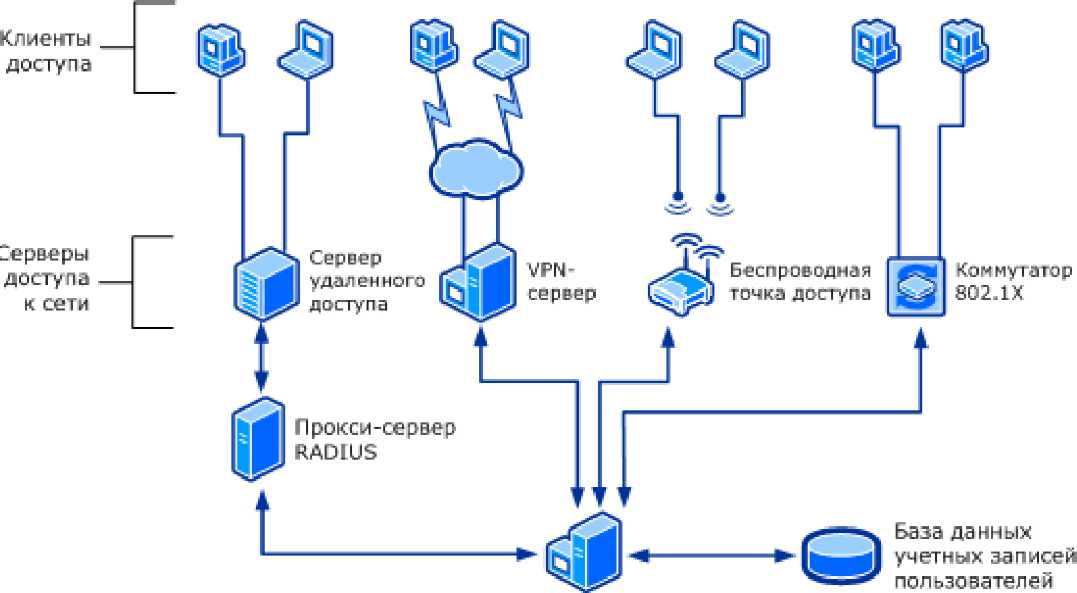 Клиенты
доступа
Серверы
доступа
к сети
Сервер
удаленного
доступа
VPN-
сервер
Беспроводная
точка доступа
Коммутатор
802.1X
Прокси-сервер
RADIUS
База данных
учетных записей
пользователей